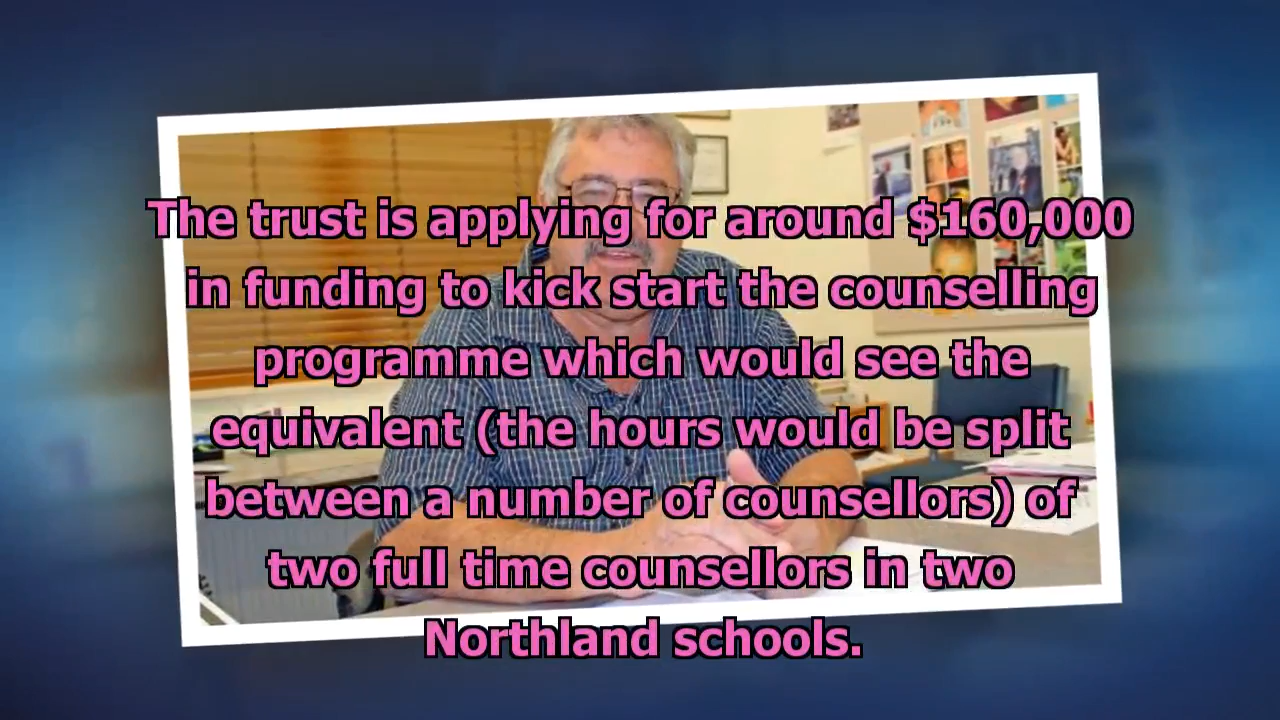 The trust is applying for around $160,000
in funding to kick start the counselling
programme which would see the
equivalent (the hours would be split
between a number of counsellors) of
two full time counsellors in two
Northland schools.